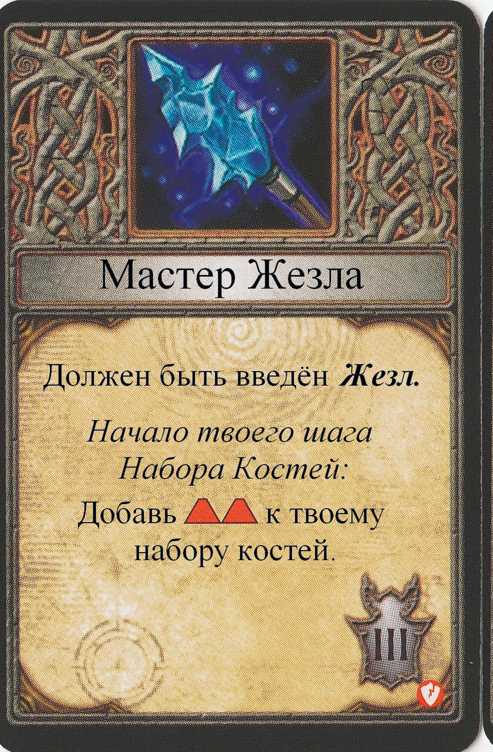 Мастер Жезла
Должен быть введён Жезл.
Начало твоего шага
Набора Костей:
Добавь к твоему
набору костей.
III